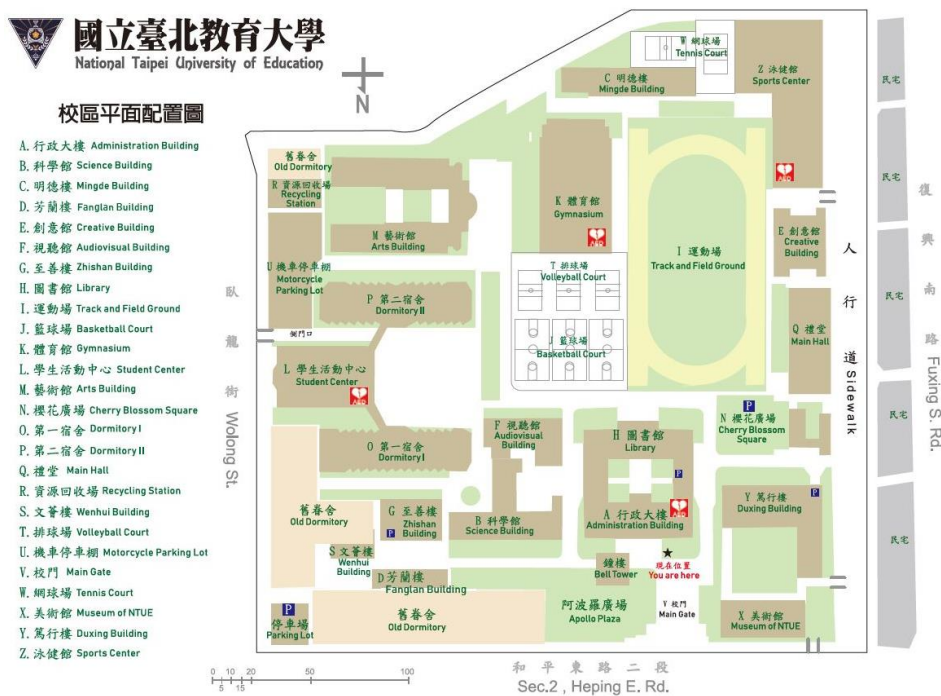 國立臺北教育大學
National Taipei University of Education
校區平面配置圖
A. 行政大樓 Administration Building
B. 科學館 Science Building
C. 明德樓 Mingde Building
D. 芳蘭樓 Fanglan Building
E. 創意館 Creative Building
F. 視聽館 Audiovisual Building
G. 至善樓 Zhishan Building
H. 圖書館 Library
I. 運動場 Track and Field Ground
J. 籃球場 Basketball Court
K. 體育館 Gymnasium
L. 學生活動中心 Student Center
M. 藝術館 Arts Building
N. 櫻花廣場 Cherry Blossom Square
O. 第一宿舍 Dormitory I
P. 第二宿舍 Dormitory II
Q. 禮堂 Main Hall
R. 資源回收場 Recycling Station
S. 文薈樓 Wenhui Building
T. 排球場 Volleyball Court
U. 機車停車棚 Motorcycle Parking Lot
V. 校門 Main Gate
W. 網球場 Tennis Court
X. 美術館 Museum of NTUE
Y. 篤行樓 Duxing Building
Z. 泳健館 Sports Center
N
W 網球場
Tennis Court
C 明德樓
Mingde Building
Z 泳健館
Sports Center
民宅
舊眷舍
Old Dormitory
R 資源回收場
Recycling
Station
K 體育館
Gymnasium
AED
AED
民宅
M 藝術館
Arts Building
E 創意館
Creative
Building
I 運動場
Track and Field Ground
U 機車停車棚
Motorcycle
Parking Lot
T 排球場
Volleyball Court
民宅
P 第二宿舍
Dormitory II
側門口
J 籃球場
Basketball Court
Q 禮堂
Main Hall
人行道 Sidewalk
復興南路 Fuxing S. Rd.
臥龍街 Wolong St.
L 學生活動中心
Student Center
AED
民宅
P
N 櫻花廣場
Cherry Blossom
Square
F 視聽館
Audiovisual
Building
H 圖書館
Library
O 第一宿舍
Dormitory I
P
Y 篤行樓
Duxing Building
P
舊眷舍
Old Dormitory
G 至善樓
Zhishan
Building
P
B 科學館
Science Building
A 行政大樓
Administration Building
AED
民宅
S 文薈樓
Wenhui
Building
鐘樓
Bell Tower
現在位置
You are here
D 芳蘭樓
Fanglan Building
P
停車場
Parking Lot
舊眷舍
Old Dormitory
阿波羅廣場
Apollo Plaza
V 校門
Main Gate
X 美術館
Museum of NTUE
0 10 20 50 100
5 15
和平東路二段
Sec.2 , Heping E. Rd.